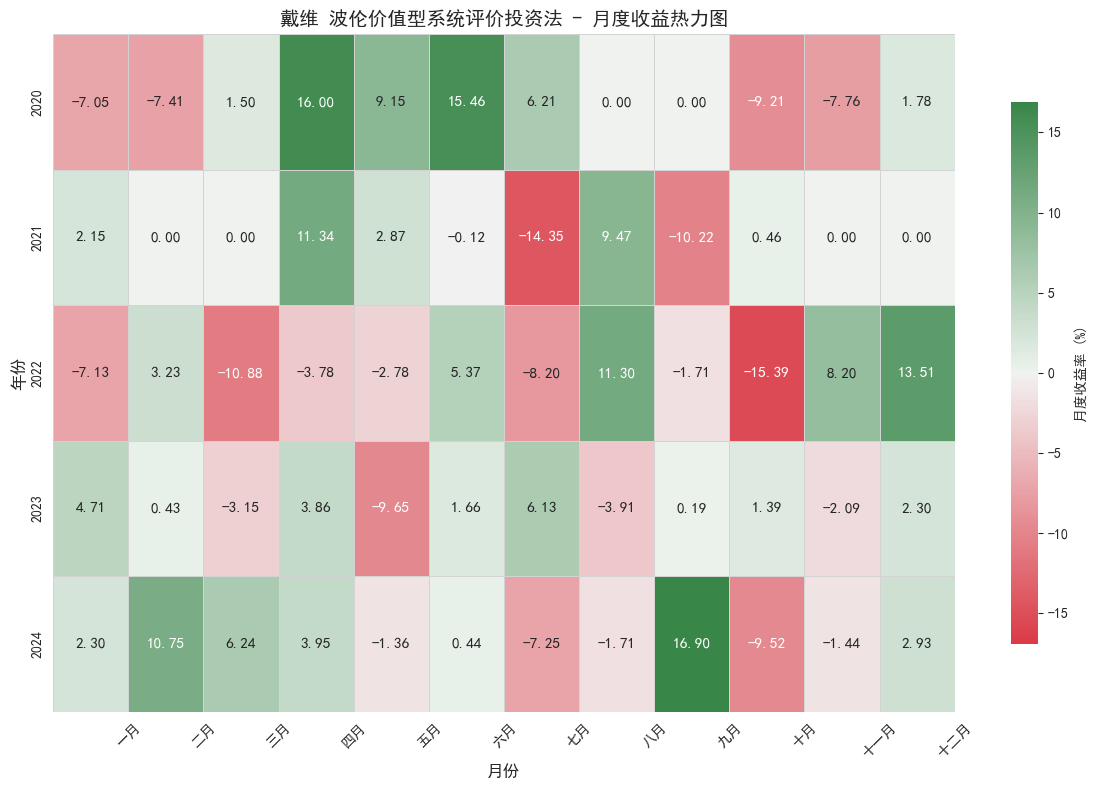 戴维 波伦价值型系统评价投资法 - 月度收益热力图
年份
2020 -7.05 -7.41 1.50 16.00 9.15 15.46 6.21 0.00 0.00 -9.21 -7.76 1.78
2021 2.15 0.00 0.00 11.34 2.87 -0.12 -14.35 9.47 -10.22 0.46 0.00 0.00
2022 -7.13 3.23 -10.88 -3.78 -2.78 5.37 -8.20 11.30 -1.71 -15.39 8.20 13.51
2023 4.71 0.43 -3.15 3.86 -9.65 1.66 6.13 -3.91 0.19 1.39 -2.09 2.30
2024 2.30 10.75 6.24 3.95 -1.36 0.44 -7.25 -1.71 16.90 -9.52 -1.44 2.93
一月 二月 三月 四月 五月 六月 七月 八月 九月 十月 十一月 十二月
月份
15
10
5
0
-5
-10
-15
月度收益率 (%)